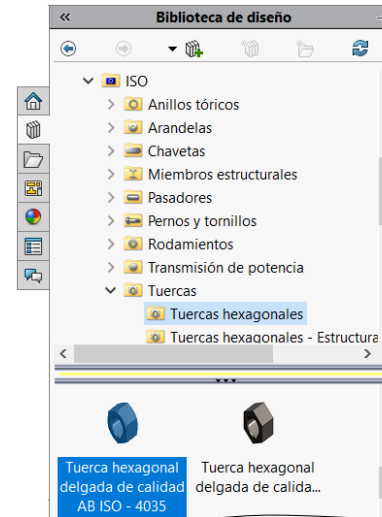 Biblioteca de diseño
ISO
Anillos tóricos
Arandelas
Chavetas
Miembros estructurales
Pasadores
Pernos y tornillos
Rodamientos
Transmisión de potencia
Tuercas
Tuercas hexagonales
Tuercas hexagonales - Estructura
Tuerca hexagonal
delgada de calidad
AB ISO - 4035
Tuerca hexagonal
delgada de calida...